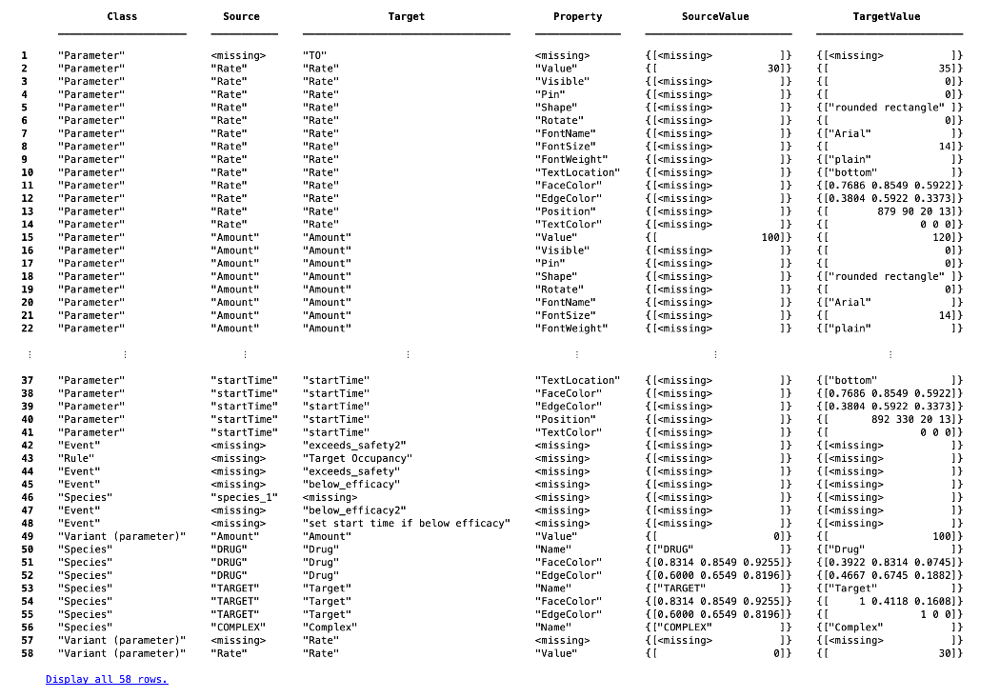 Class Source Target Property SourceValue TargetValue
1 "Parameter" <missing> "TO" <missing> {[<missing> ]} {[<missing> ]}
2 "Parameter" "Rate" "Rate" "Value" {[ 30]} {[ 35]}
3 "Parameter" "Rate" "Rate" "Visible" {[<missing> ]} {[ 0]}
4 "Parameter" "Rate" "Rate" "Pin" {[<missing> ]} {[ 0]}
5 "Parameter" "Rate" "Rate" "Shape" {[<missing> ]} {["rounded rectangle" ]}
6 "Parameter" "Rate" "Rate" "Rotate" {[<missing> ]} {[ 0]}
7 "Parameter" "Rate" "Rate" "FontName" {[<missing> ]} {["Arial" ]}
8 "Parameter" "Rate" "Rate" "FontSize" {[<missing> ]} {[ 14]}
9 "Parameter" "Rate" "Rate" "FontWeight" {[<missing> ]} {["plain" ]}
10 "Parameter" "Rate" "Rate" "TextLocation" {[<missing> ]} {["bottom" ]}
11 "Parameter" "Rate" "Rate" "FaceColor" {[<missing> ]} {[0.7686 0.8549 0.5922]}
12 "Parameter" "Rate" "Rate" "EdgeColor" {[<missing> ]} {[0.3804 0.5922 0.3373]}
13 "Parameter" "Rate" "Rate" "Position" {[<missing> ]} {[ 879 90 20 13]}
14 "Parameter" "Rate" "Rate" "TextColor" {[<missing> ]} {[ 0 0 0]}
15 "Parameter" "Amount" "Amount" "Value" {[ 100]} {[ 120]}
16 "Parameter" "Amount" "Amount" "Visible" {[<missing> ]} {[ 0]}
17 "Parameter" "Amount" "Amount" "Pin" {[<missing> ]} {[ 0]}
18 "Parameter" "Amount" "Amount" "Shape" {[<missing> ]} {["rounded rectangle" ]}
19 "Parameter" "Amount" "Amount" "Rotate" {[<missing> ]} {[ 0]}
20 "Parameter" "Amount" "Amount" "FontName" {[<missing> ]} {["Arial" ]}
21 "Parameter" "Amount" "Amount" "FontSize" {[<missing> ]} {[ 14]}
22 "Parameter" "Amount" "Amount" "FontWeight" {[<missing> ]} {["plain" ]}
⋮ ⋮ ⋮ ⋮ ⋮ ⋮ ⋮
37 "Parameter" "startTime" "startTime" "TextLocation" {[<missing> ]} {["bottom" ]}
38 "Parameter" "startTime" "startTime" "FaceColor" {[<missing> ]} {[0.7686 0.8549 0.5922]}
39 "Parameter" "startTime" "startTime" "EdgeColor" {[<missing> ]} {[0.3804 0.5922 0.3373]}
40 "Parameter" "startTime" "startTime" "Position" {[<missing> ]} {[ 892 330 20 13]}
41 "Parameter" "startTime" "startTime" "TextColor" {[<missing> ]} {[ 0 0 0]}
42 "Event" <missing> "exceeds_safety2" <missing> {[<missing> ]} {[<missing> ]}
43 "Rule" <missing> "Target Occupancy" <missing> {[<missing> ]} {[<missing> ]}
44 "Event" <missing> "exceeds_safety" <missing> {[<missing> ]} {[<missing> ]}
45 "Event" <missing> "below_efficacy" <missing> {[<missing> ]} {[<missing> ]}
46 "Species" "species_1" <missing> <missing> {[<missing> ]} {[<missing> ]}
47 "Event" <missing> "below_efficacy2" <missing> {[<missing> ]} {[<missing> ]}
48 "Event" <missing> "set start time if below efficacy" <missing> {[<missing> ]} {[<missing> ]}
49 "Variant (parameter)" "Amount" "Amount" "Value" {[ 0]} {[ 100]}
50 "Species" "DRUG" "Drug" "Name" {["DRUG" ]} {["Drug" ]}
51 "Species" "DRUG" "Drug" "FaceColor" {[0.8314 0.8549 0.9255]} {[0.3922 0.8314 0.0745]}
52 "Species" "DRUG" "Drug" "EdgeColor" {[0.6000 0.6549 0.8196]} {[0.4667 0.6745 0.1882]}
53 "Species" "TARGET" "Target" "Name" {["TARGET" ]} {["Target" ]}
54 "Species" "TARGET" "Target" "FaceColor" {[0.8314 0.8549 0.9255]} {[ 1 0.4118 0.1608]}
55 "Species" "TARGET" "Target" "EdgeColor" {[0.6000 0.6549 0.8196]} {[ 1 0 0]}
56 "Species" "COMPLEX" "Complex" "Name" {["COMPLEX" ]} {["Complex" ]}
57 "Variant (parameter)" <missing> "Rate" <missing> {[<missing> ]} {[<missing> ]}
58 "Variant (parameter)" "Rate" "Rate" "Value" {[ 0]} {[ 30]}
Display all 58 rows.